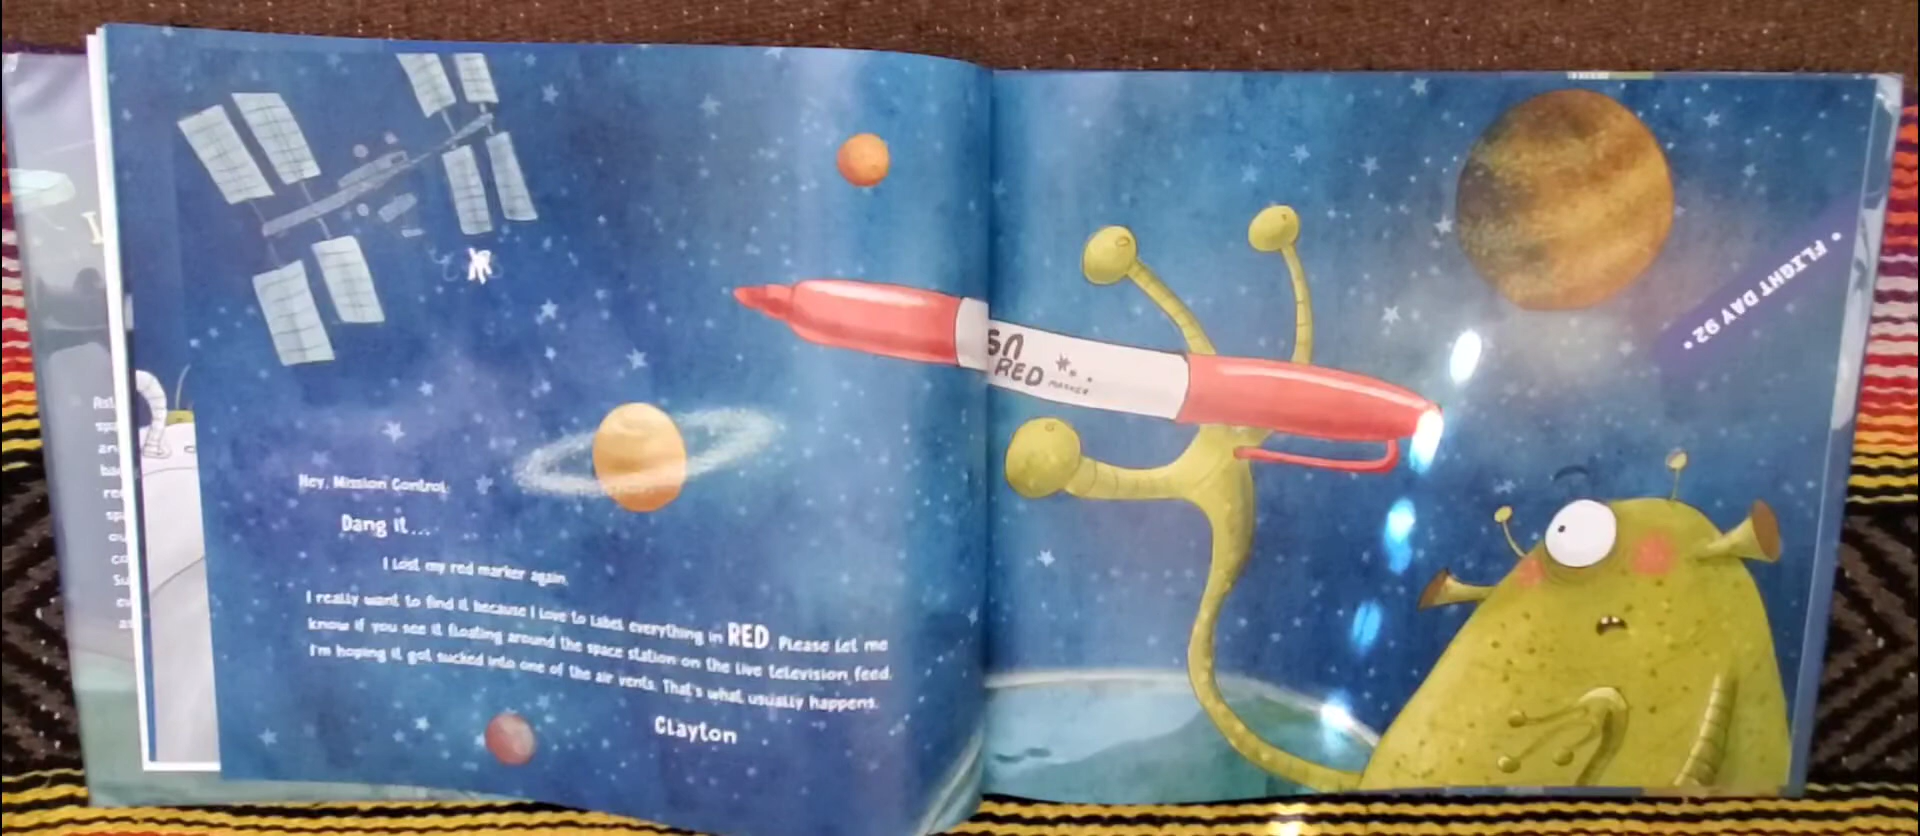 Hey, Mission Control,
Dang it...
I lost my red marker again.
I really want to find it because I love to label everything in RED. Please let me
know if you see it floating around the space station on the live television feed.
I'm hoping it got sucked into one of the air vents. That's what usually happens.
Clayton
RED
MARKER
• FLIGHT DAY 92 •